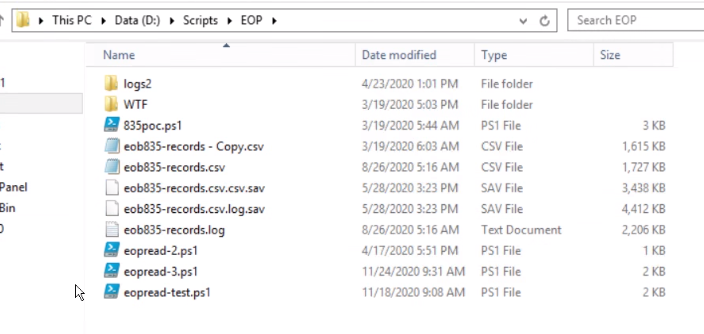 This PC Data (D:) Scripts EOP Search EOP
Name Date modified Type Size
logs2 4/23/2020 1:01 PM File folder
WTF 3/19/2020 5:03 PM File folder
835poc.ps1 3/19/2020 5:44 AM PS1 File 3 KB
eob835-records - Copy.csv 3/19/2020 6:03 AM CSV File 1,615 KB
eob835-records.csv 8/26/2020 5:16 AM CSV File 1,727 KB
eob835-records.csv.csv.sav 5/28/2020 3:23 PM SAV File 3,438 KB
Panel
eob835-records.csv.log.sav 5/28/2020 3:23 PM SAV File 4,412 KB
Bin
eob835-records.log 8/26/2020 5:16 AM Text Document 2,206 KB
eopread-2.ps1 4/17/2020 5:51 PM PS1 File 1 KB
eopread-3.ps1 11/24/2020 9:31 AM PS1 File 2 KB
eopread-test.ps1 11/18/2020 9:08 AM PS1 File 2 KB